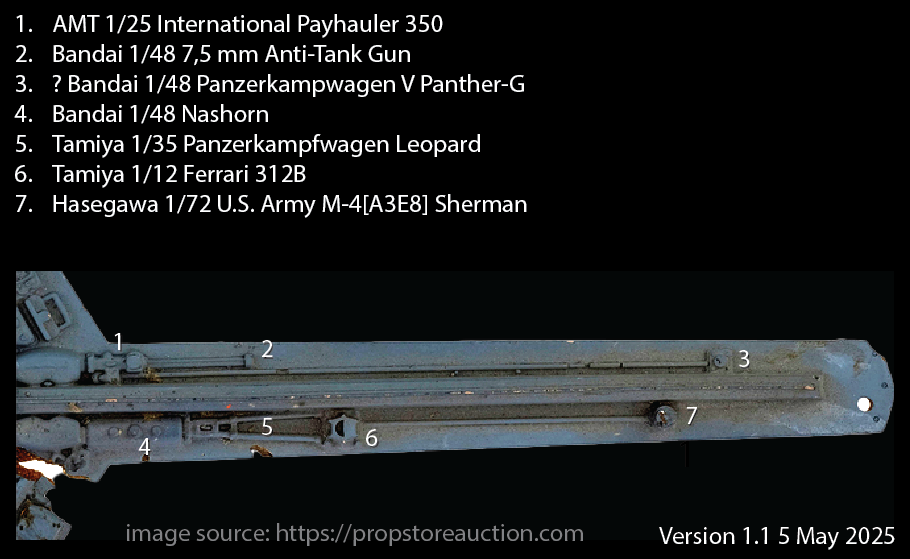 1. AMT 1/25 International Payhauler 350
2. Bandai 1/48 7,5 mm Anti-Tank Gun
3. ? Bandai 1/48 Panzerkampwagen V Panther-G
4. Bandai 1/48 Nashorn
5. Tamiya 1/35 Panzerkampfwagen Leopard
6. Tamiya 1/12 Ferrari 312B
7. Hasegawa 1/72 U.S. Army M-4[A3E8] Sherman
1
2
3
4
5
6
7
image source: https://propstoreauction.com
Version 1.1 5 May 2025